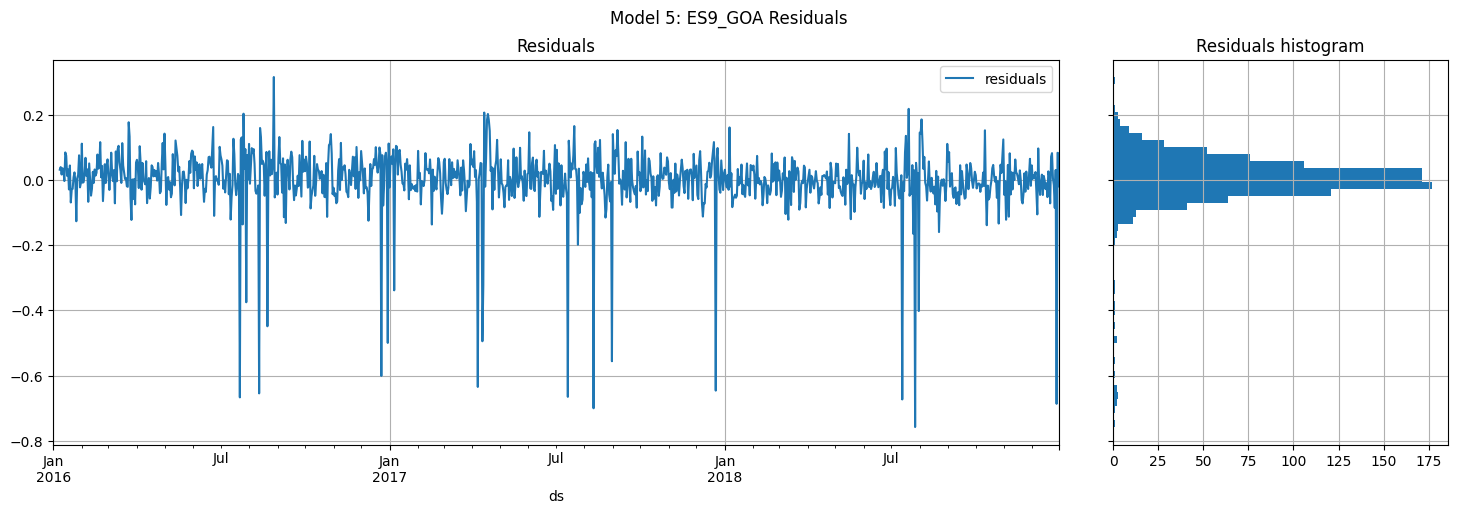 Model 5: ES9_GOA Residuals
Residuals
residuals
0.2
0.0
−0.2
−0.4
−0.6
−0.8
Jan
2016
Jul
Jan
2017
Jul
Jan
2018
Jul
ds
Residuals histogram
0 25 50 75 100 125 150 175